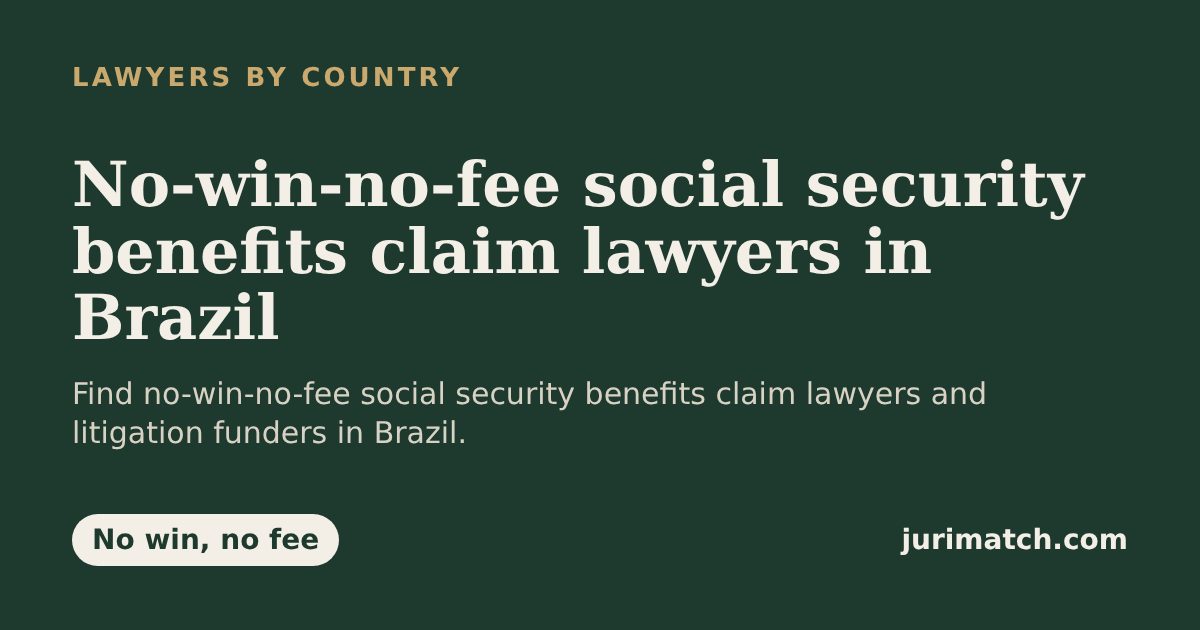 LAWYERS BY COUNTRY
No-win-no-fee social security
benefits claim lawyers in
Brazil
Find no-win-no-fee social security benefits claim lawyers and
litigation funders in Brazil.
No win, no fee
jurimatch.com